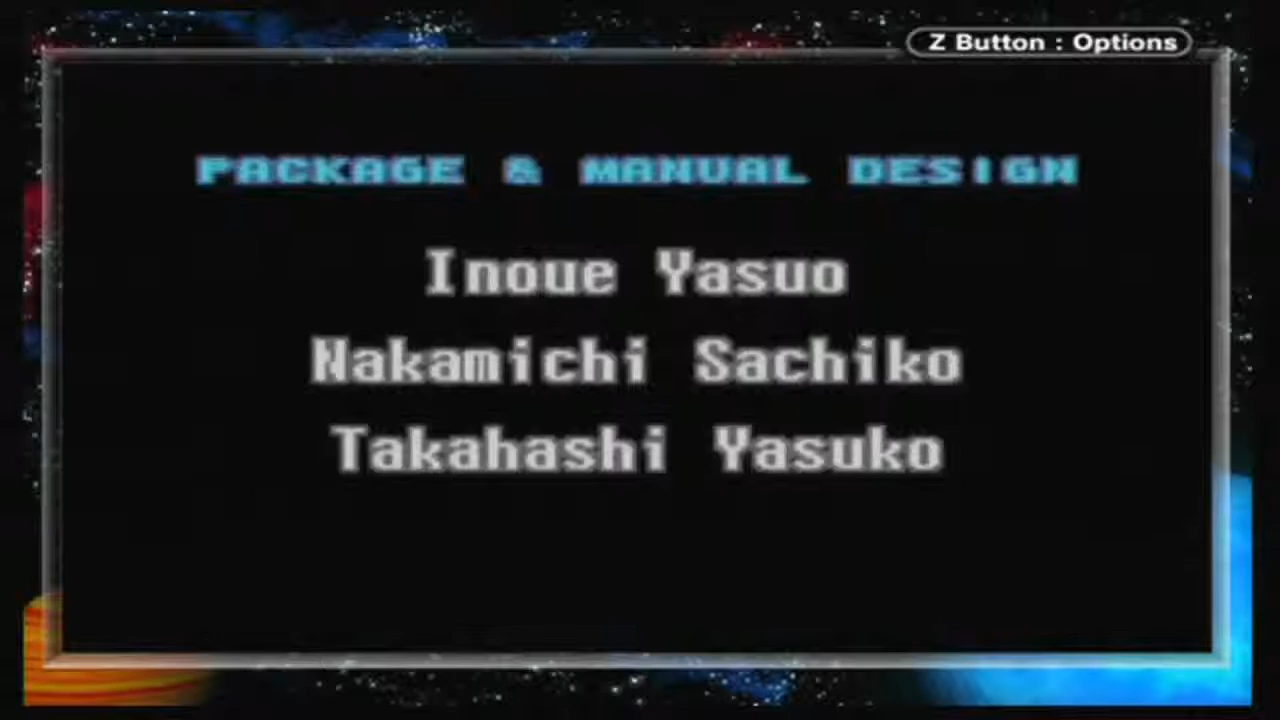 Z Button : Options
PACKAGE & MANUAL DESIGN
Inoue Yasuo
Nakamichi Sachiko
Takahashi Yasuko